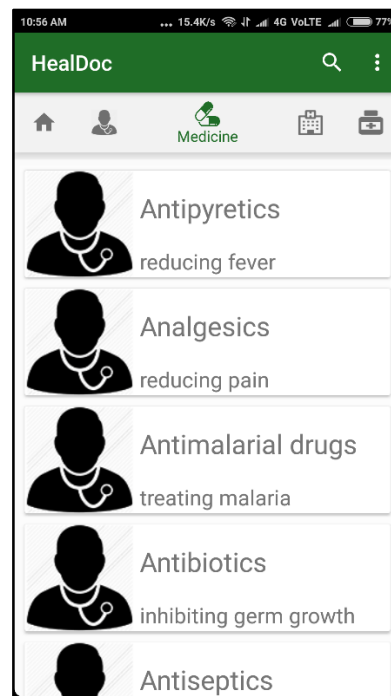 10:56 AM ... 15.4K/s 4G VoLTE 77%
HealDoc
Medicine
Antipyretics
reducing fever
Analgesics
reducing pain
Antimalarial drugs
treating malaria
Antibiotics
inhibiting germ growth
Antiseptics